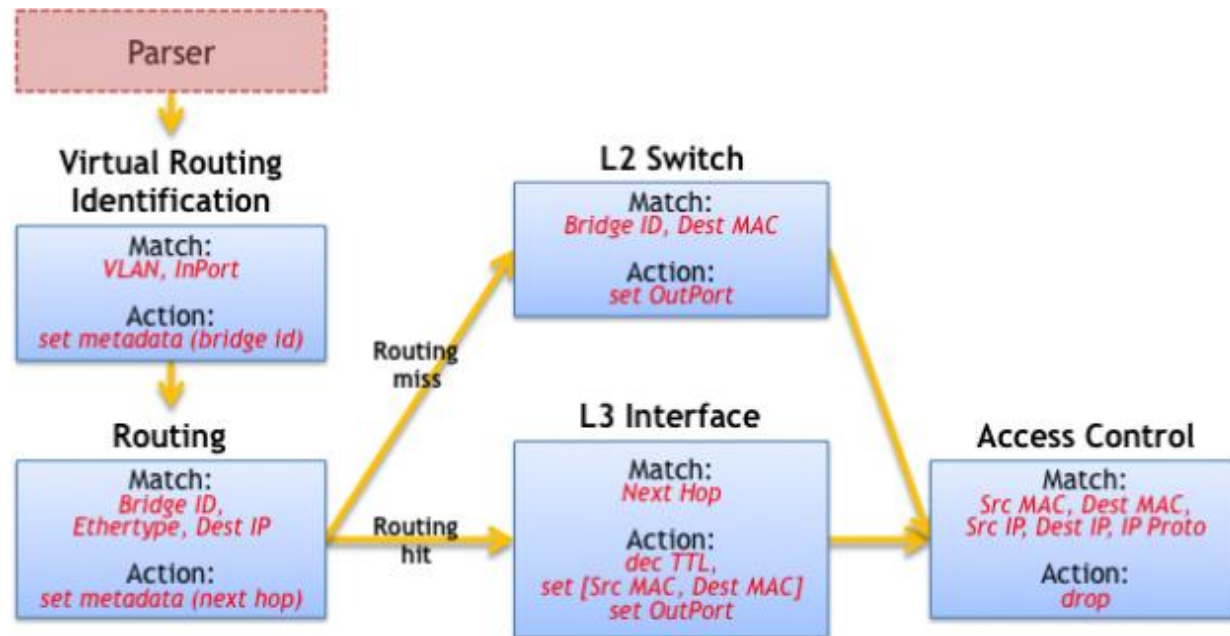 Parser
Virtual Routing
Identification
Match:
VLAN, InPort
Action:
set metadata (bridge id)
Routing
Match:
Bridge ID,
Ethertype, Dest IP
Action:
set metadata (next hop)
Routing
miss
Routing
hit
L2 Switch
Match:
Bridge ID, Dest MAC
Action:
set OutPort
L3 Interface
Match:
Next Hop
Action:
dec TTL,
set [Src MAC, Dest MAC]
set OutPort
Access Control
Match:
Src MAC, Dest MAC,
Src IP, Dest IP, IP Proto
Action:
drop